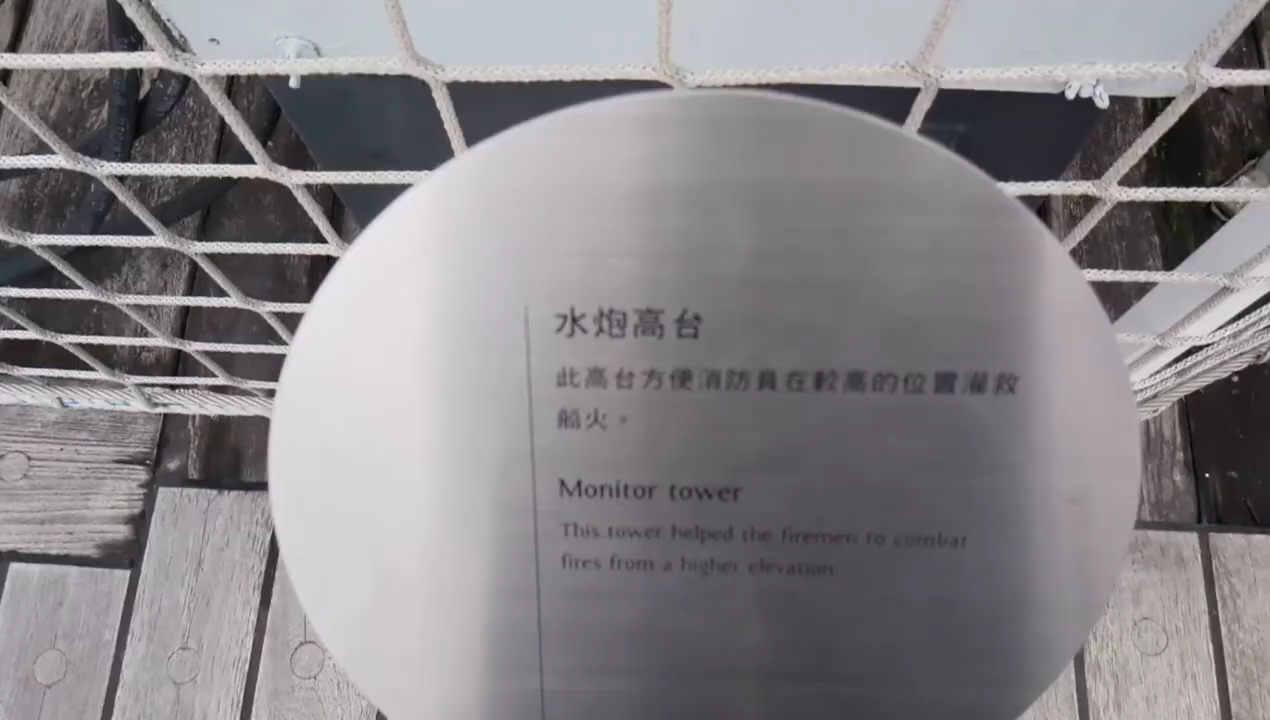 水炮高台
此高台方便消防員在較高的位置灌救
船火。
Monitor tower
This tower helped the firemen to combat
fires from a higher elevation